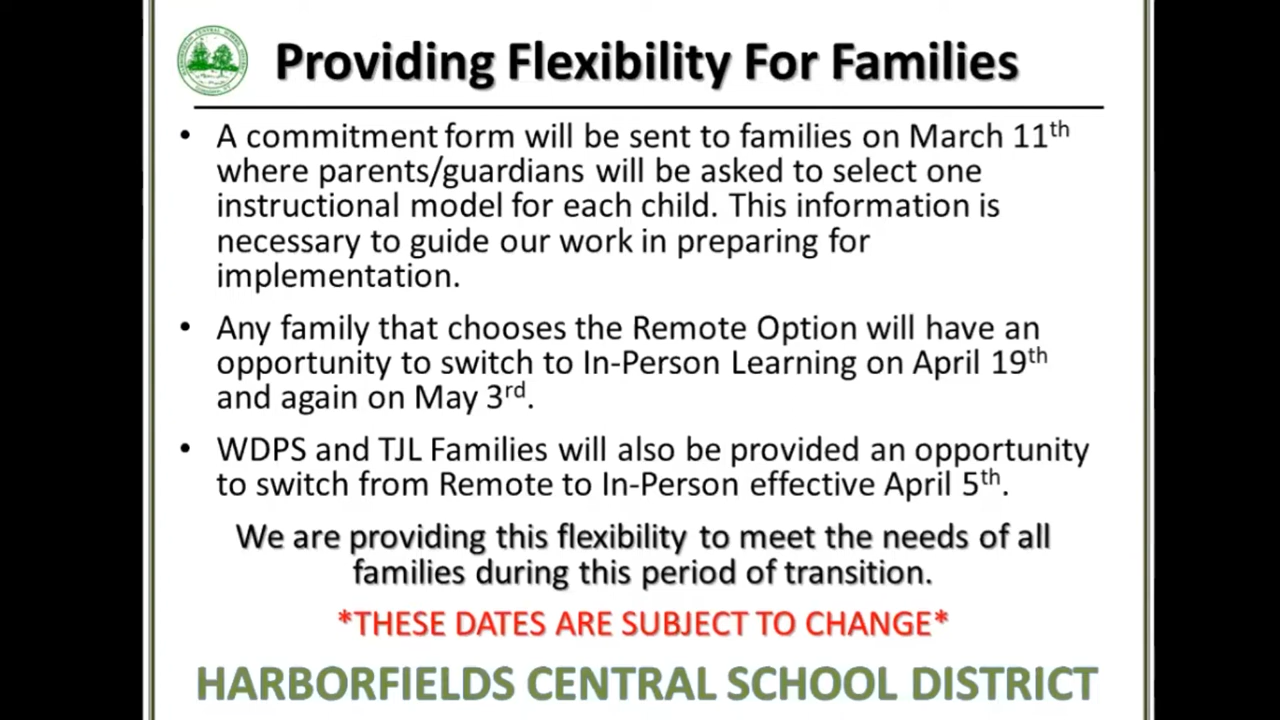 Providing Flexibility For Families
• A commitment form will be sent to families on March 11th
where parents/guardians will be asked to select one
instructional model for each child. This information is
necessary to guide our work in preparing for
implementation.
• Any family that chooses the Remote Option will have an
opportunity to switch to In-Person Learning on April 19th
and again on May 3rd.
• WDPS and TJL Families will also be provided an opportunity
to switch from Remote to In-Person effective April 5th.
We are providing this flexibility to meet the needs of all
families during this period of transition.
*THESE DATES ARE SUBJECT TO CHANGE*
HARBORFIELDS CENTRAL SCHOOL DISTRICT